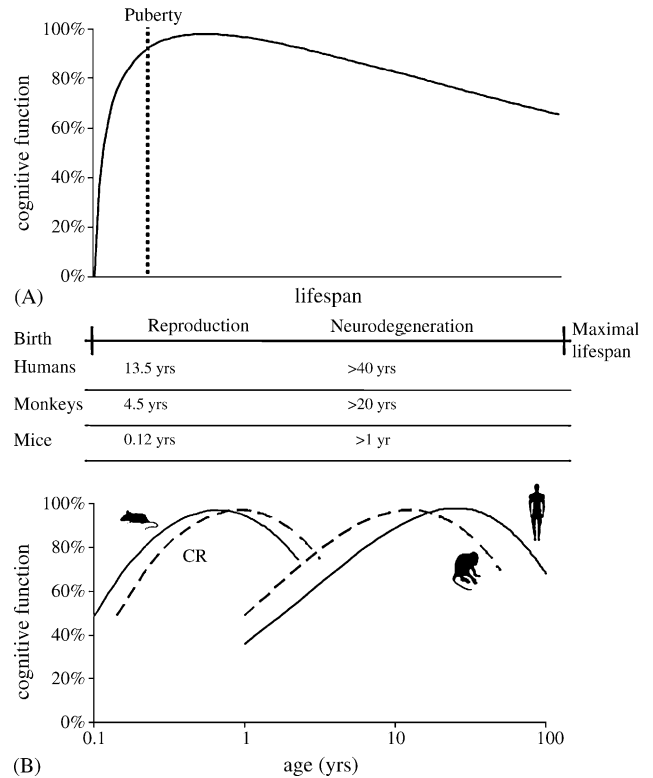 Puberty
100%
80%
60%
40%
20%
0%
cognitive function
(A)
lifespan
Birth
Reproduction
Neurodegeneration
Maximal
lifespan
Humans 13.5 yrs >40 yrs
Monkeys 4.5 yrs >20 yrs
Mice 0.12 yrs >1 yr
100%
80%
60%
40%
20%
0%
cognitive function
CR
0.1 1 10 100
(B)
age (yrs)